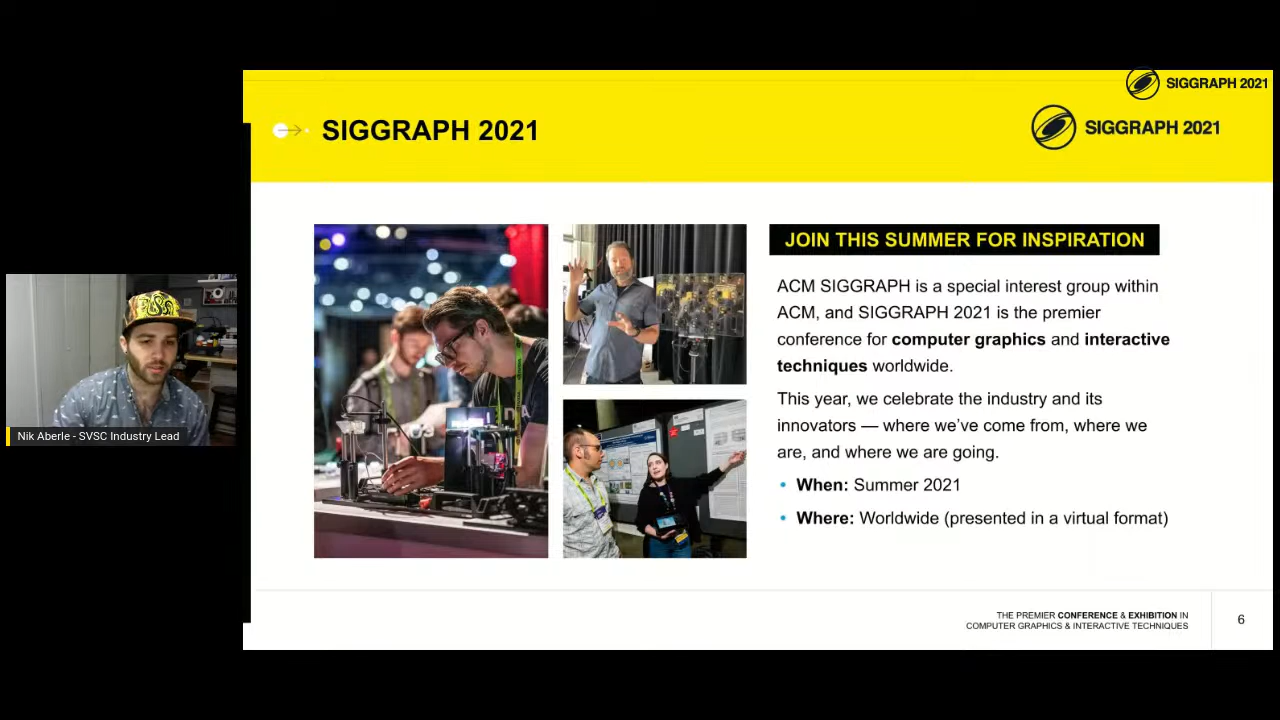 SIGGRAPH 2021
SIGGRAPH 2021
SIGGRAPH 2021
JOIN THIS SUMMER FOR INSPIRATION
ACM SIGGRAPH is a special interest group within
ACM, and SIGGRAPH 2021 is the premier
conference for computer graphics and interactive
techniques worldwide.
This year, we celebrate the industry and its
innovators — where we've come from, where we
are, and where we are going.
• When: Summer 2021
• Where: Worldwide (presented in a virtual format)
Nik Aberle - SVSC Industry Lead
THE PREMIER CONFERENCE & EXHIBITION IN
COMPUTER GRAPHICS & INTERACTIVE TECHNIQUES
6